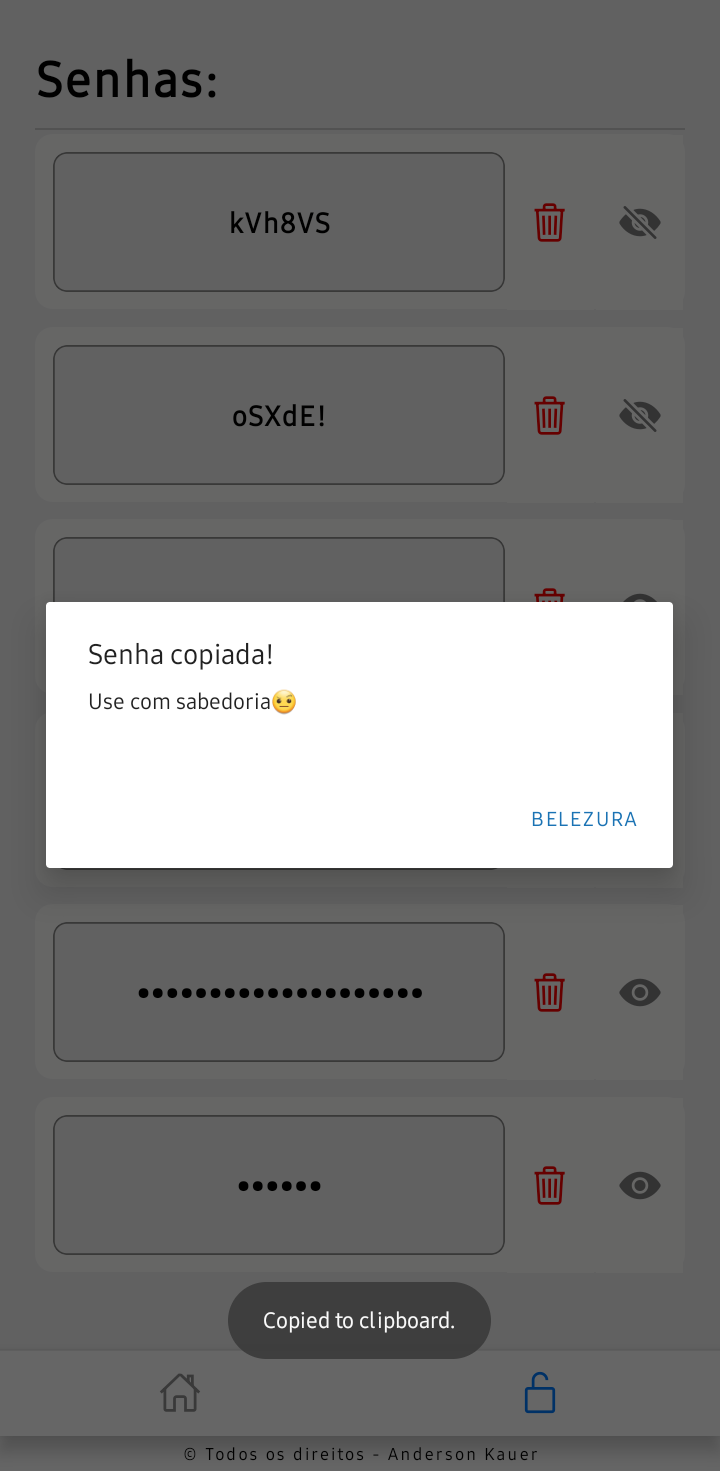 Senhas:
kVh8VS
oSXdE!
Senha copiada!
Use com sabedoria🤨
BELEZURA
••••••••••••••••••••
••••••
Copied to clipboard.
© Todos os direitos - Anderson Kauer